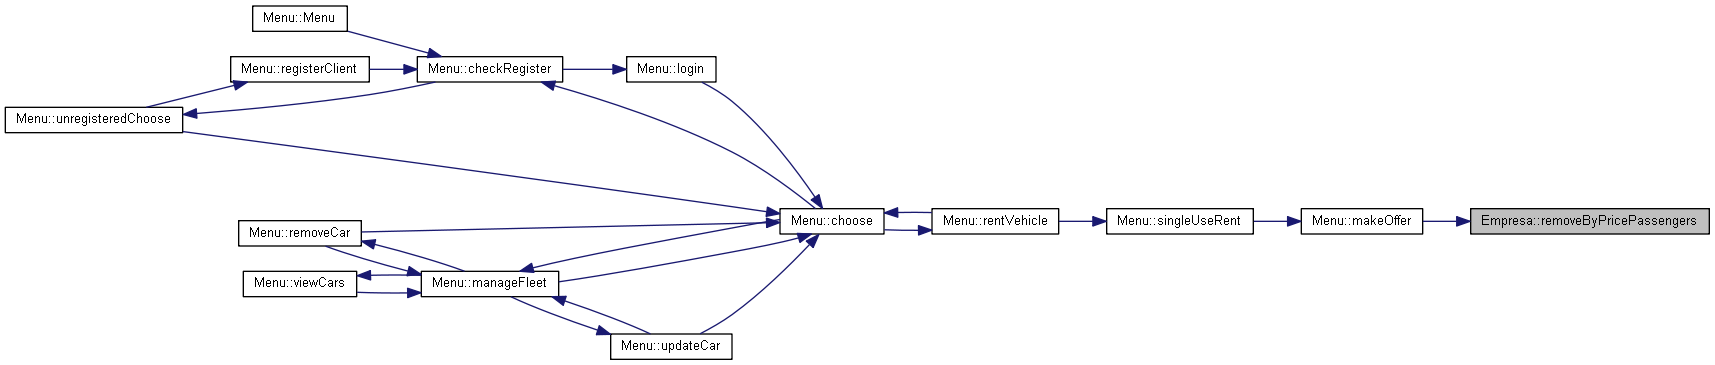 Menu::Menu
Menu::registerClient
Menu::checkRegister
Menu::login
Menu::unregisteredChoose
Menu::choose
Menu::rentVehicle
Menu::singleUseRent
Menu::makeOffer
Empresa::removeByPricePassengers
Menu::removeCar
Menu::viewCars
Menu::manageFleet
Menu::updateCar